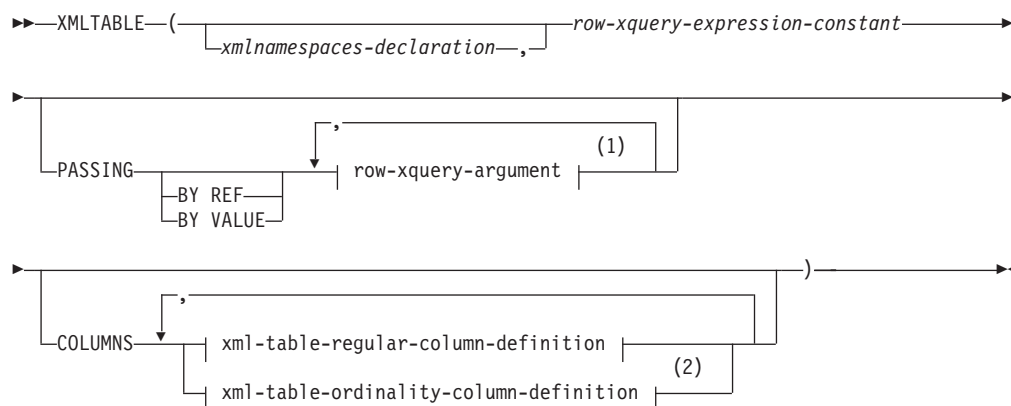 XMLTABLE ( xmlnamespaces-declaration , row-xquery-expression-constant
PASSING BY REF BY VALUE , row-xquery-argument (1)
COLUMNS , xml-table-regular-column-definition xml-table-ordinality-column-definition (2) )